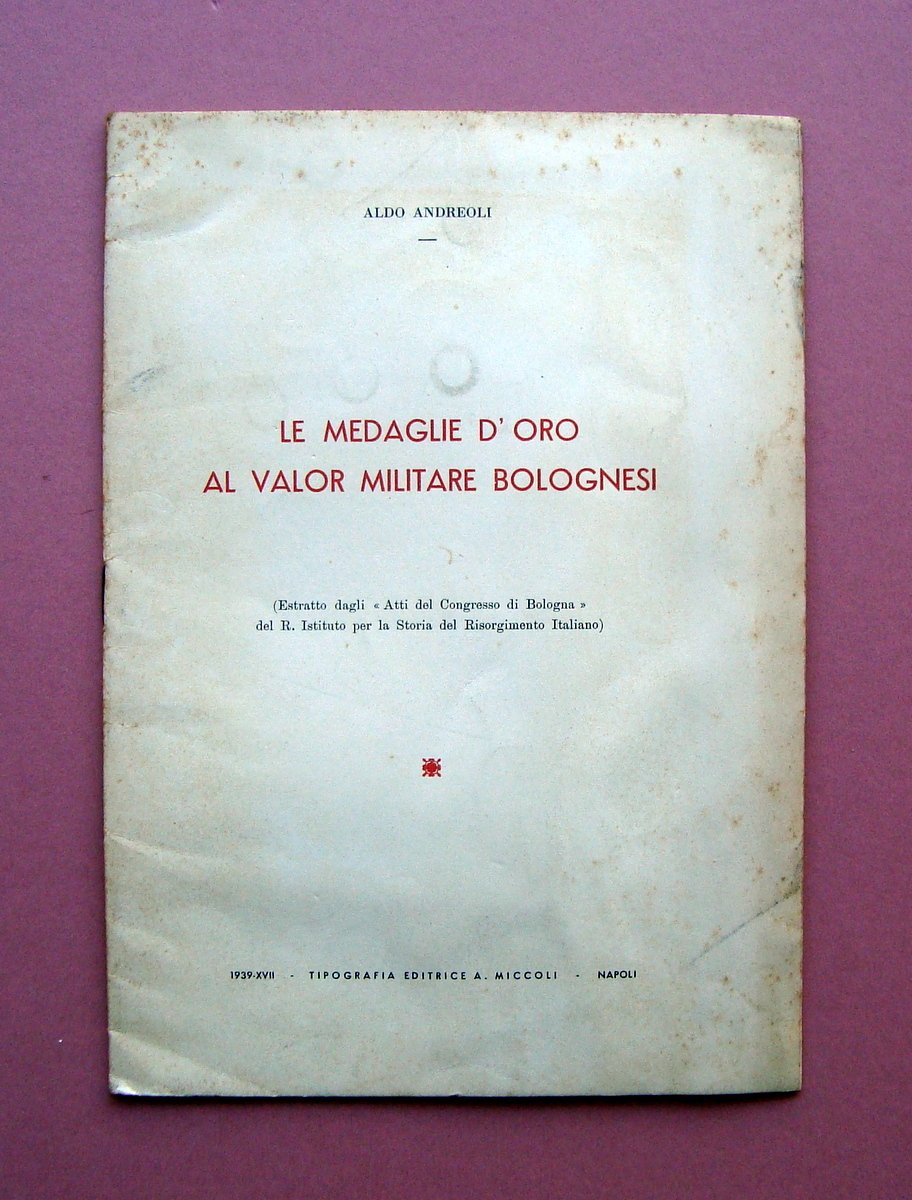 ALDO ANDREOLI
LE MEDAGLIE D'ORO
AL VALOR MILITARE BOLOGNESI
(Estratto dagli « Atti del Congresso di Bologna »
del R. Istituto per la Storia del Risorgimento Italiano)
1939-XVII - TIPOGRAFIA EDITRICE A. MICCOLI - NAPOLI